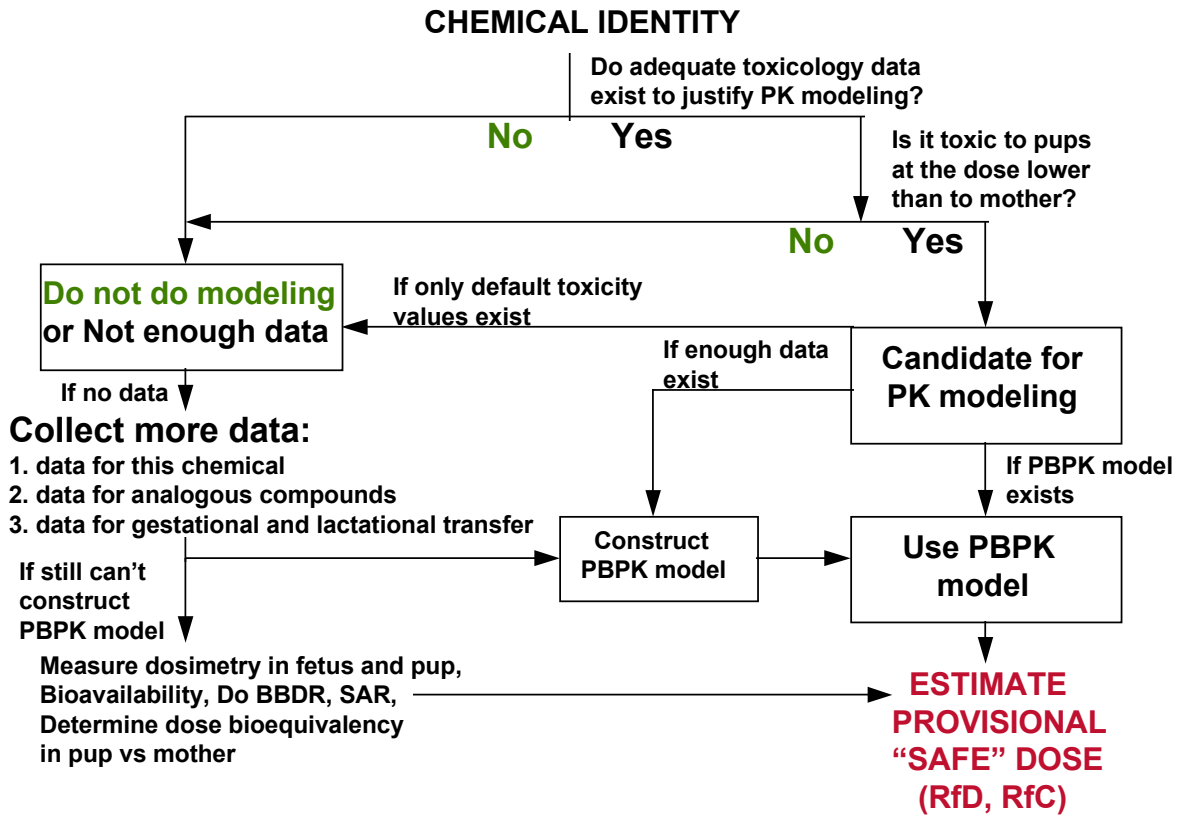 CHEMICAL IDENTITY
Do adequate toxicology data
exist to justify PK modeling?
No Yes
Is it toxic to pups
at the dose lower
than to mother?
No Yes
Do not do modeling
or Not enough data
If only default toxicity
values exist
If enough data
exist
Candidate for
PK modeling
If no data
Collect more data:
1. data for this chemical
2. data for analogous compounds
3. data for gestational and lactational transfer
If PBPK model
exists
Construct
PBPK model
Use PBPK
model
If still can’t
construct
PBPK model
Measure dosimetry in fetus and pup,
Bioavailability, Do BBDR, SAR,
Determine dose bioequivalency
in pup vs mother
ESTIMATE
PROVISIONAL
“SAFE” DOSE
(RfD, RfC)